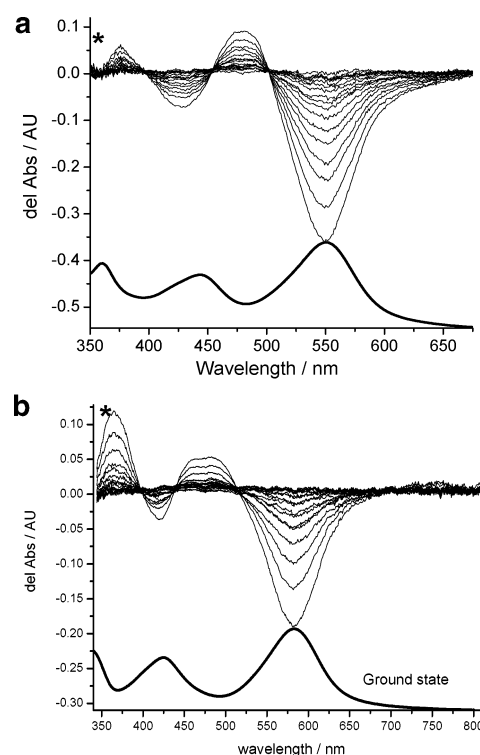 a
*
0.1
0.0
-0.1
-0.2
-0.3
-0.4
-0.5
del Abs / AU
350 400 450 500 550 600 650
Wavelength / nm
b
*
0.10
0.05
0.00
-0.05
-0.10
-0.15
-0.20
-0.25
-0.30
del Abs / AU
Ground state
350 400 450 500 550 600 650 700 750 800
wavelength / nm